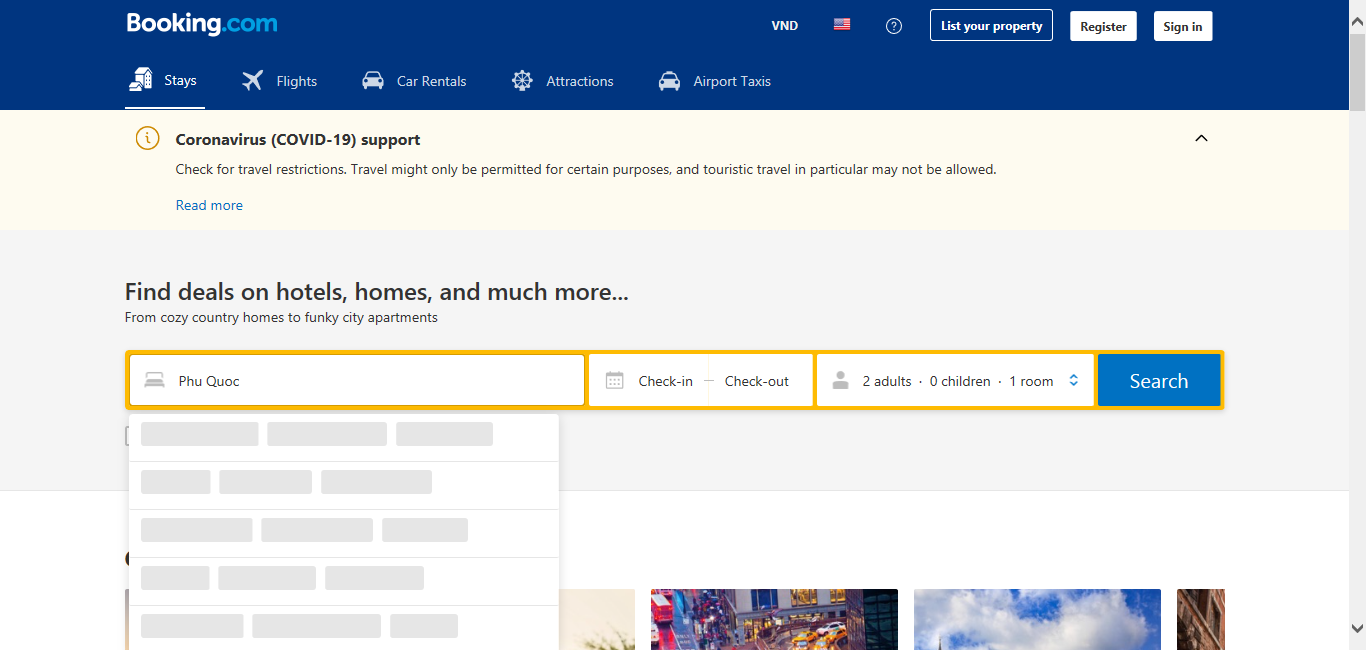 Booking.com
VND
List your property
Register
Sign in
Stays
Flights
Car Rentals
Attractions
Airport Taxis
Coronavirus (COVID-19) support
Check for travel restrictions. Travel might only be permitted for certain purposes, and touristic travel in particular may not be allowed.
Read more
Find deals on hotels, homes, and much more...
From cozy country homes to funky city apartments
Phu Quoc
Check-in — Check-out
2 adults · 0 children · 1 room
Search